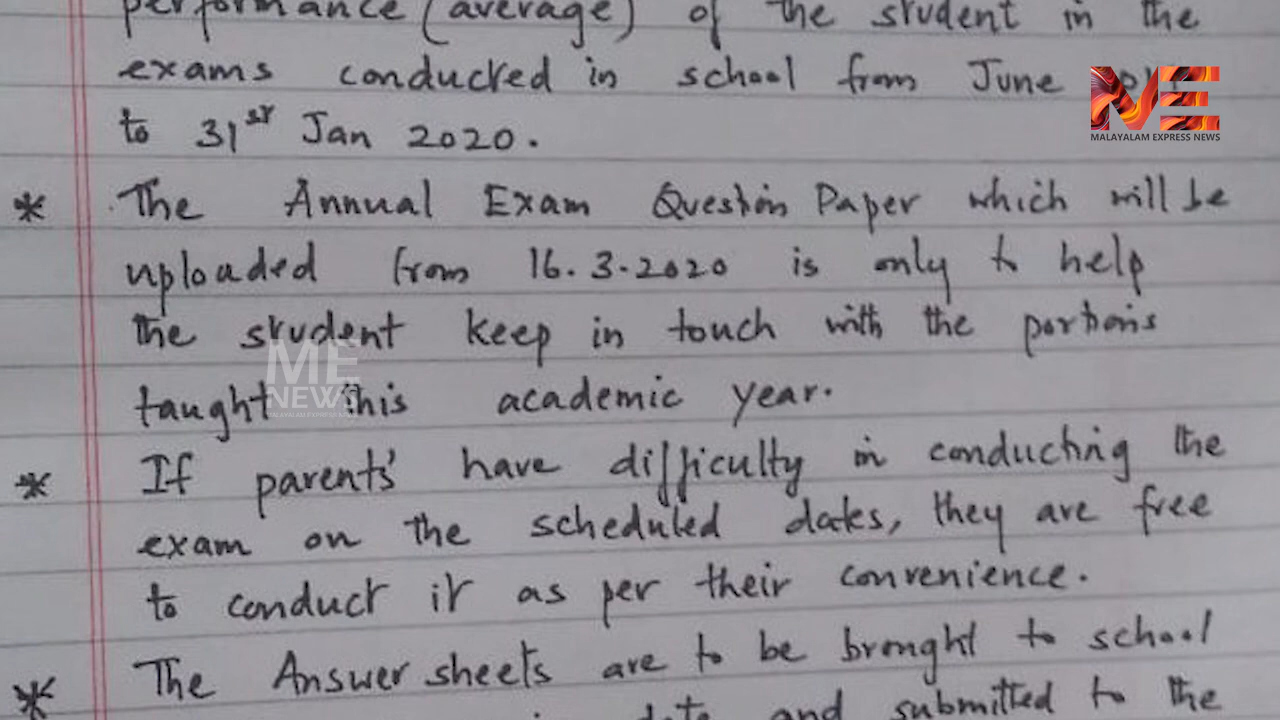 performance (average) of the student in the
exams conducted in school from June
to 31st Jan 2020.
* The Annual Exam Question Paper which will be
uploaded from 16.3.2020 is only to help
the student keep in touch with the portions
taught this academic year.
* If parents' have difficulty in conducting the
exam on the scheduled dates, they are free
to conduct it as per their convenience.
* The Answer sheets are to be brought to school
date and submitted to the
ME
MALAYALAM EXPRESS NEWS
ME
NEWS